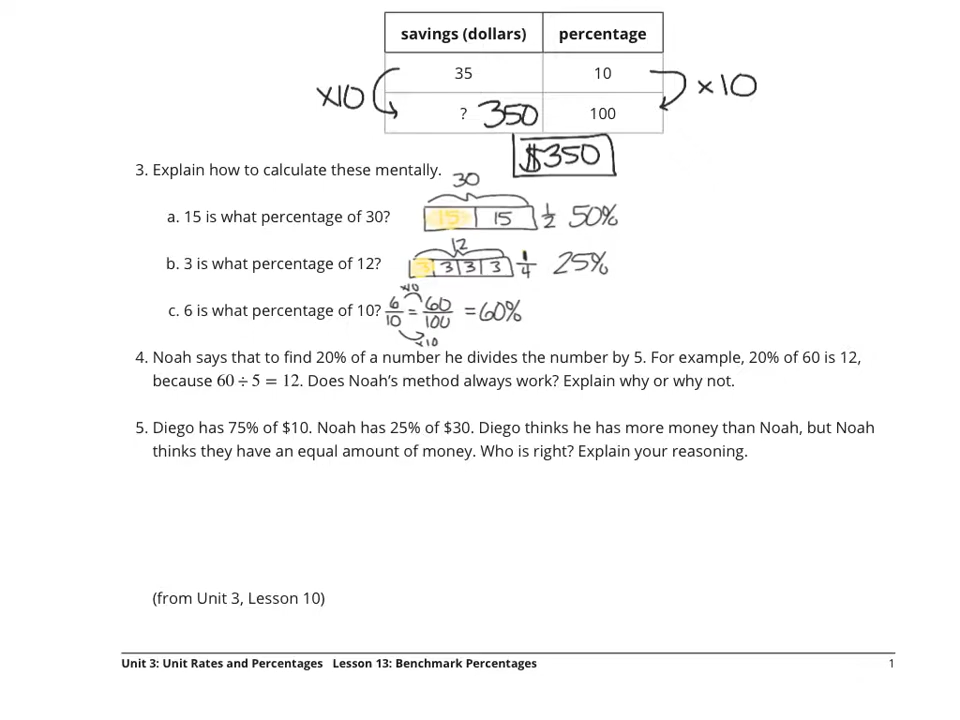 savings (dollars) percentage
35 10
×10 ×10
? 350 100
$350
3. Explain how to calculate these mentally.
30
a. 15 is what percentage of 30? 15 15 1/2 50%
12
b. 3 is what percentage of 12? 3 3 3 3 1/4 25%
×10
c. 6 is what percentage of 10? 6/10 = 60/100 = 60%
×10
4. Noah says that to find 20% of a number he divides the number by 5. For example, 20% of 60 is 12,
because 60 ÷ 5 = 12. Does Noah's method always work? Explain why or why not.
5. Diego has 75% of $10. Noah has 25% of $30. Diego thinks he has more money than Noah, but Noah
thinks they have an equal amount of money. Who is right? Explain your reasoning.
(from Unit 3, Lesson 10)
Unit 3: Unit Rates and Percentages Lesson 13: Benchmark Percentages 1